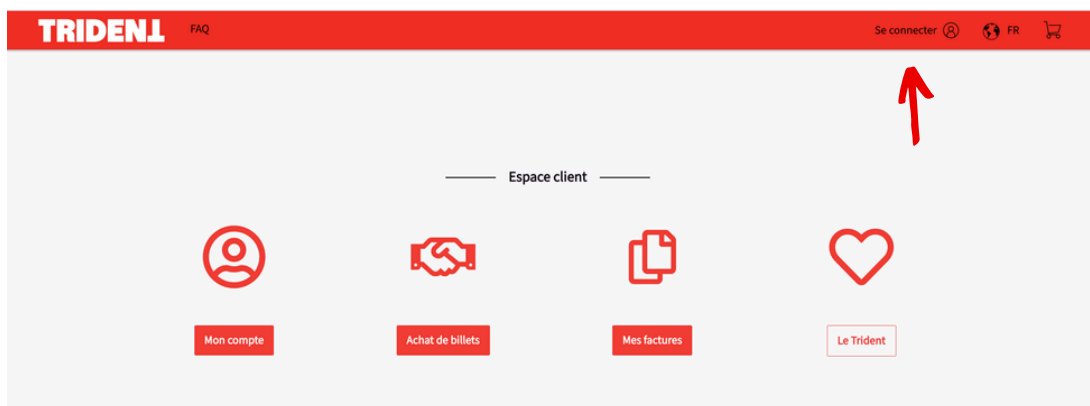 TRIDENT
FAQ
Se connecter
FR
Espace client
Mon compte
Achat de billets
Mes factures
Le Trident